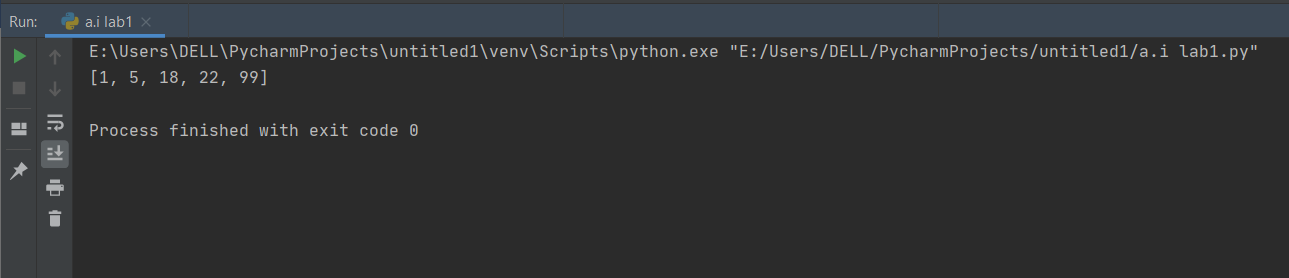 Run: a.i lab1
E:\Users\DELL\PycharmProjects\untitled1\venv\Scripts\python.exe "E:/Users/DELL/PycharmProjects/untitled1/a.i lab1.py"
[1, 5, 18, 22, 99]
Process finished with exit code 0